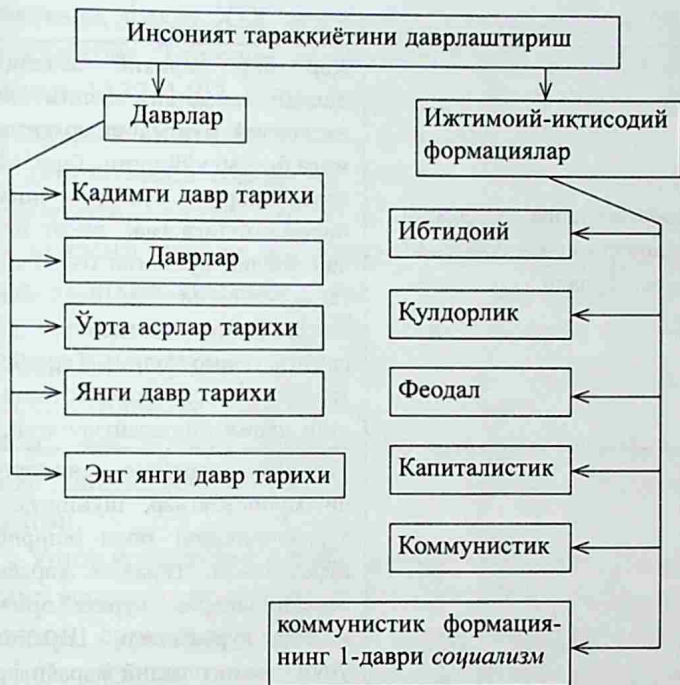 Инсоният тараққиётини даврлаштириш
Даврлар
Қадимги давр тарихи
Даврлар
Ўрта асрлар тарихи
Янги давр тарихи
Энг янги давр тарихи
Ижтимоий-иқтисодий
формациялар
Ибтидоий
Қулдорлик
Феодал
Капиталистик
Коммунистик
коммунистик формация-
нинг 1-даври социализм